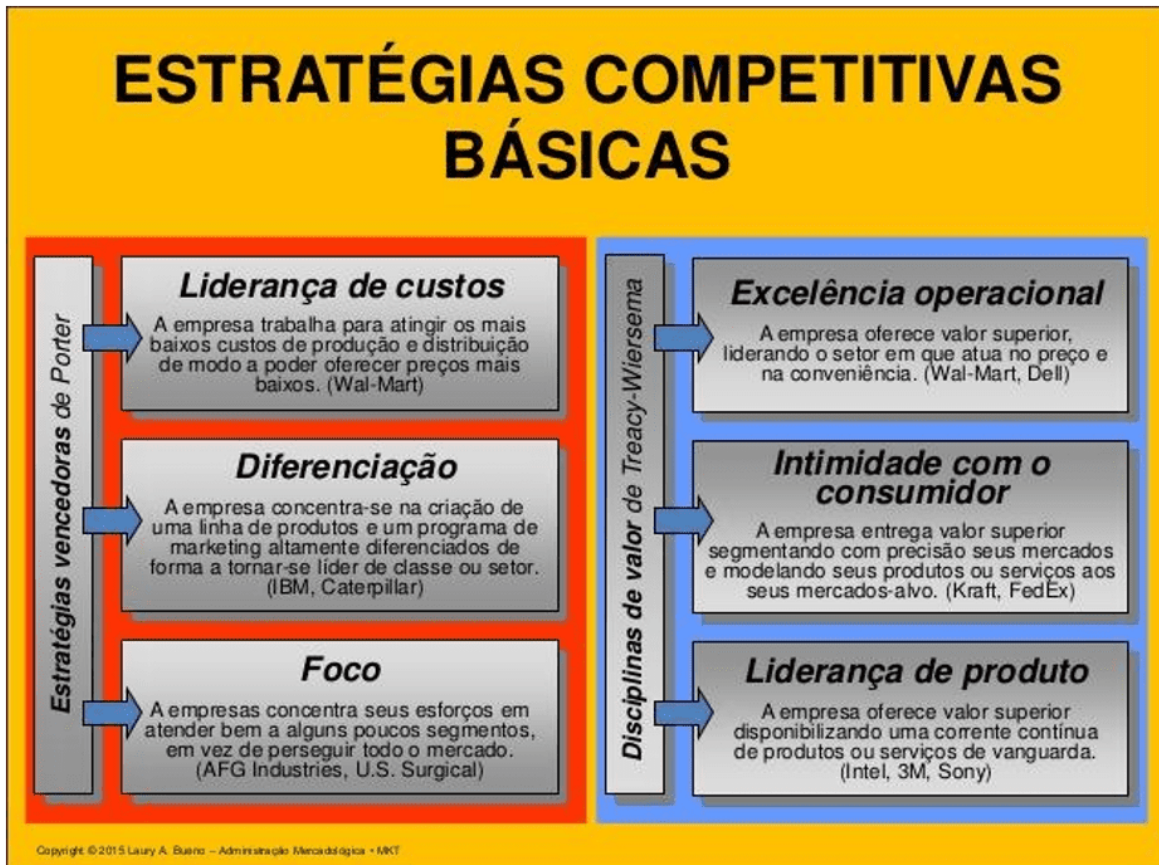 ESTRATÉGIAS COMPETITIVAS
BÁSICAS
Estratégias vencedoras de Porter
Liderança de custos
A empresa trabalha para atingir os mais
baixos custos de produção e distribuição
de modo a poder oferecer preços mais
baixos. (Wal-Mart)
Diferenciação
A empresa concentra-se na criação de
uma linha de produtos e um programa de
marketing altamente diferenciados de
forma a tornar-se líder de classe ou setor.
(IBM, Caterpillar)
Foco
A empresas concentra seus esforços em
atender bem a alguns poucos segmentos,
em vez de perseguir todo o mercado.
(AFG Industries, U.S. Surgical)
Disciplinas de valor de Treacy-Wiersema
Excelência operacional
A empresa oferece valor superior,
liderando o setor em que atua no preço e
na conveniência. (Wal-Mart, Dell)
Intimidade com o
consumidor
A empresa entrega valor superior
segmentando com precisão seus mercados
e modelando seus produtos ou serviços aos
seus mercados-alvo. (Kraft, FedEx)
Liderança de produto
A empresa oferece valor superior
disponibilizando uma corrente contínua
de produtos ou serviços de vanguarda.
(Intel, 3M, Sony)
Copyright © 2015 Laury A. Bueno – Administração Mercadológica • MKT